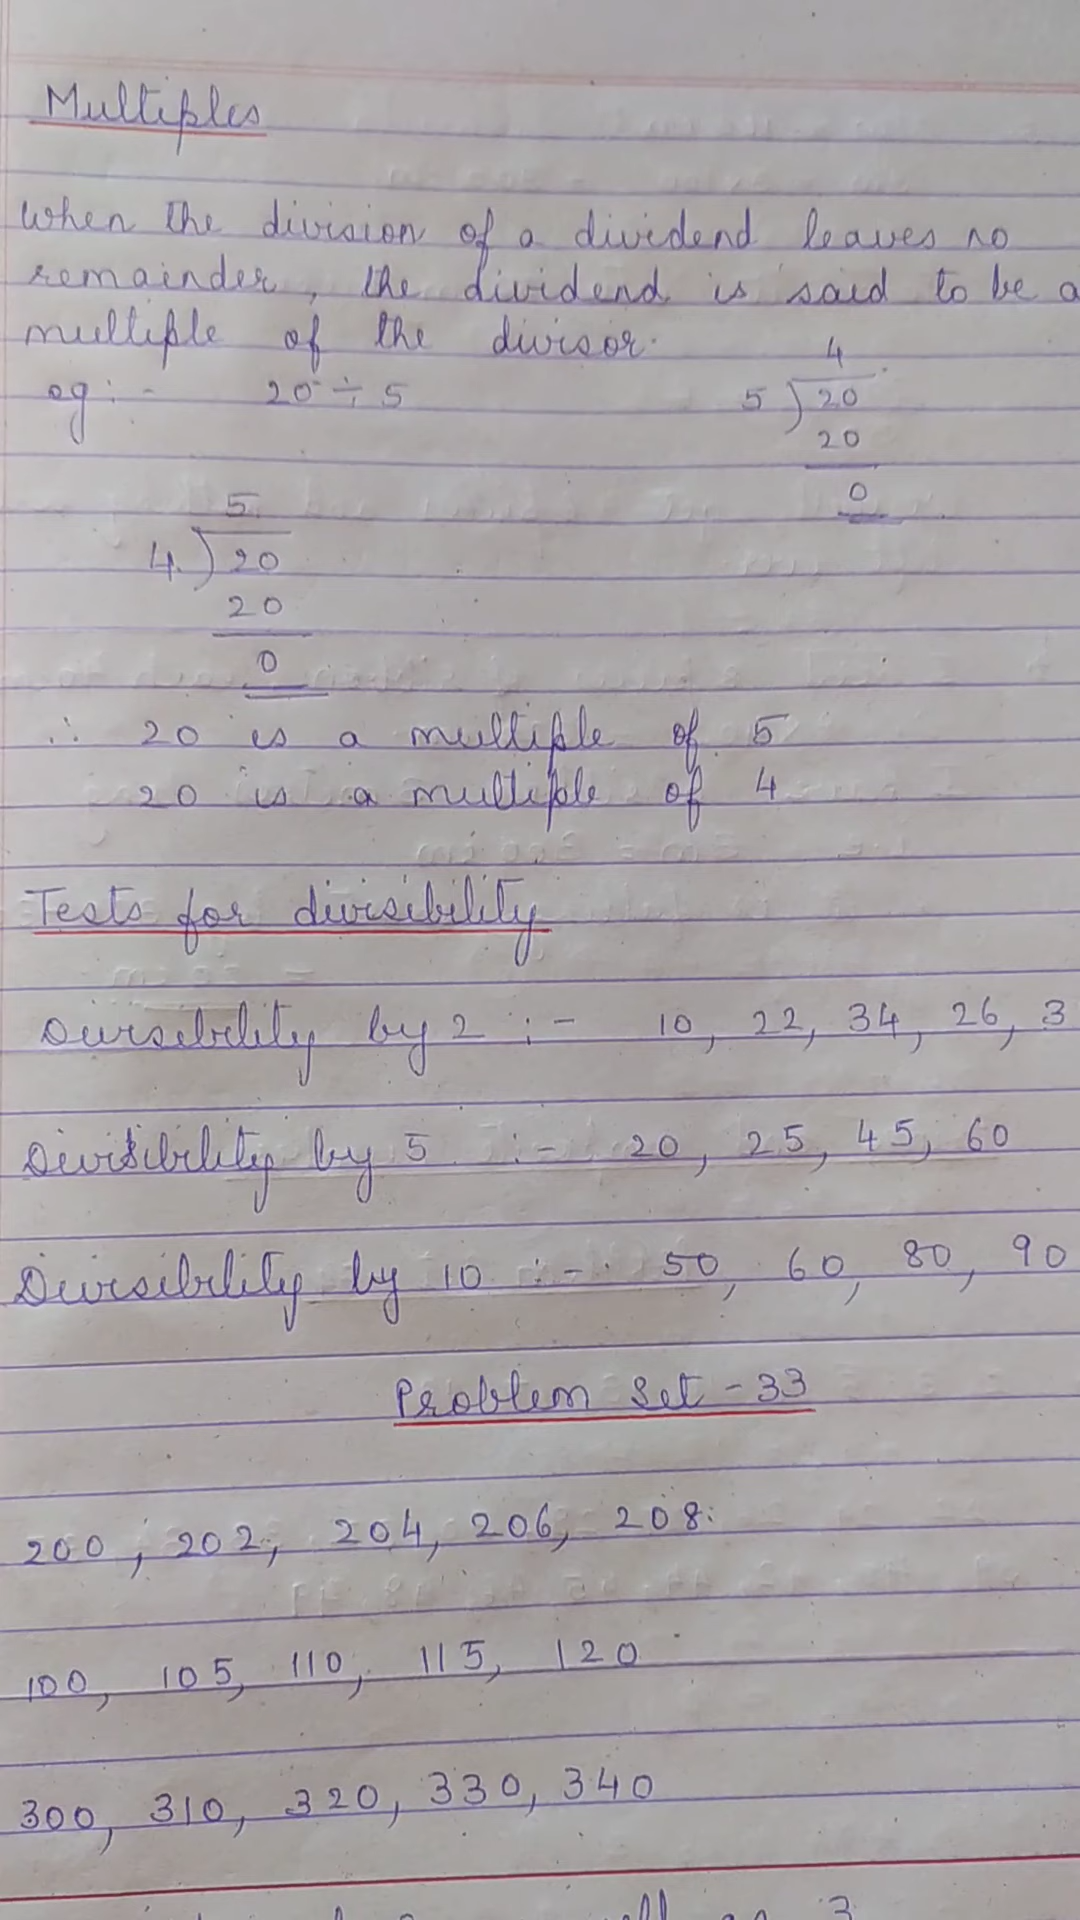 Multiples
When the division of a dividend leaves no
remainder, the dividend is said to be a
multiple of the divisor.
eg :- 20 ÷ 5
4
5 ) 20
20
0
5
4 ) 20
20
0
∴ 20 is a multiple of 5
20 is a multiple of 4
Tests for divisibility
Divisibility by 2 :- 10, 22, 34, 26, 3
Divisibility by 5 :- 20, 25, 45, 60
Divisibility by 10 :- 50, 60, 80, 90
Problem Set - 33
200, 202, 204, 206, 208.
100, 105, 110, 115, 120
300, 310, 320, 330, 340